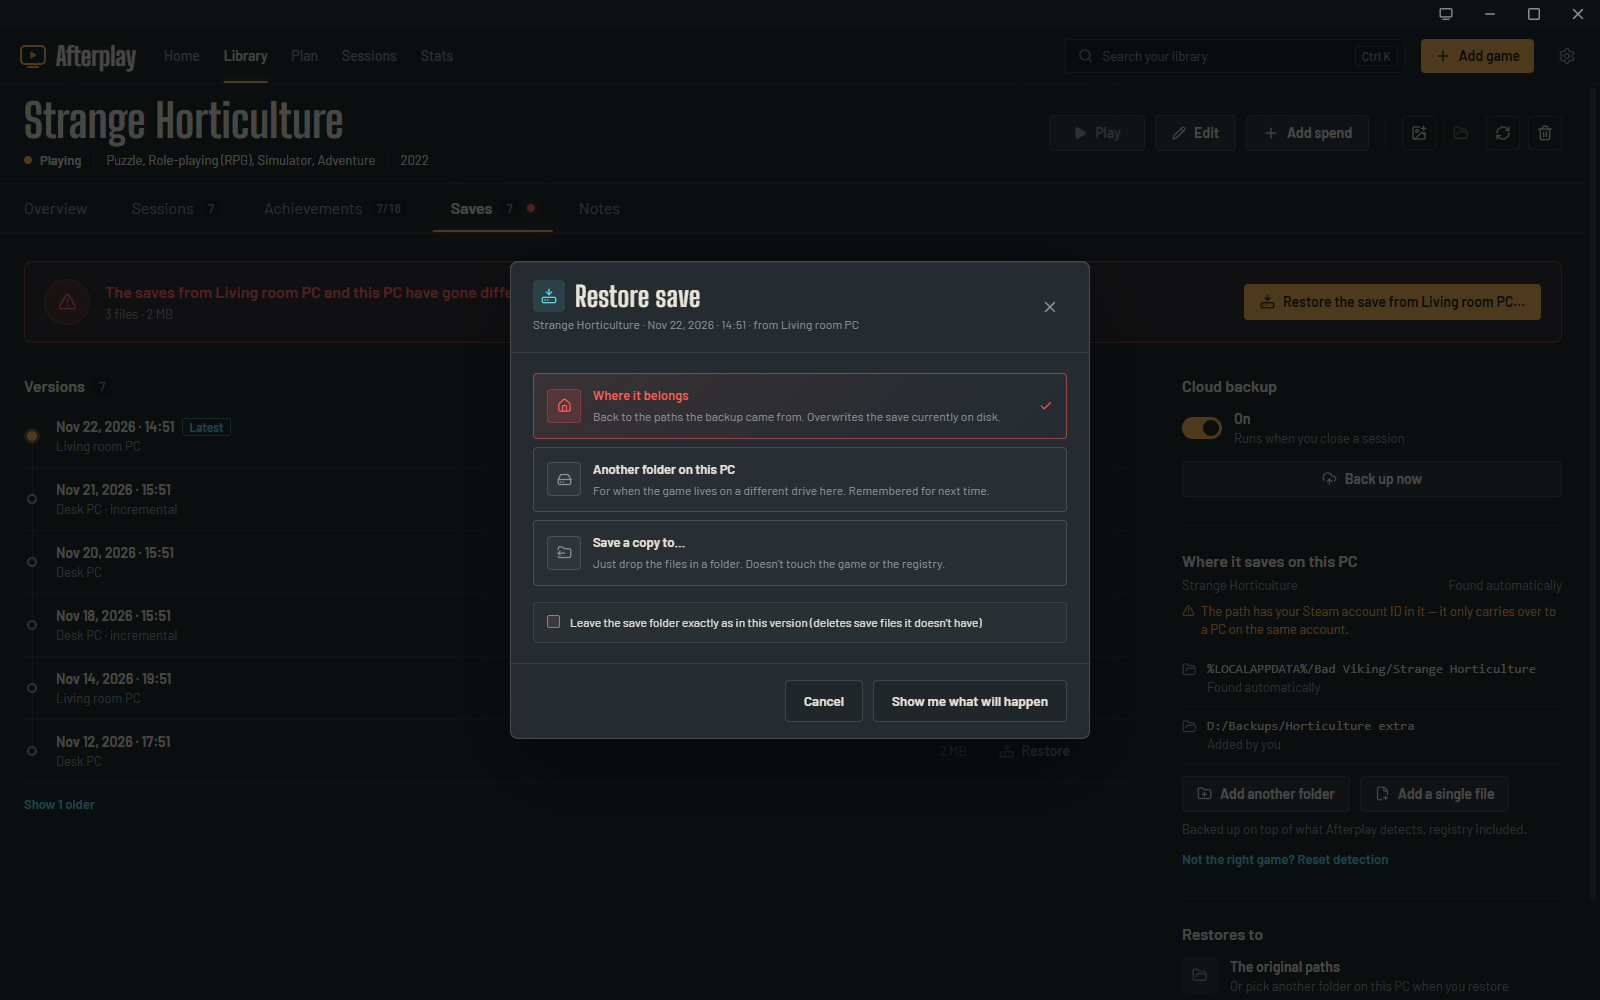 Afterplay
Home
Library
Plan
Sessions
Stats
Search your library
Ctrl K
Add game
Strange Horticulture
Playing
Puzzle, Role-playing (RPG), Simulator, Adventure
2022
Play
Edit
Add spend
Overview
Sessions 7
Achievements 7/18
Saves 7
Notes
The saves from Living room PC and this PC have gone diffe
3 files · 2 MB
Restore the save from Living room PC...
Restore save
Strange Horticulture · Nov 22, 2026 · 14:51 · from Living room PC
Where it belongs
Back to the paths the backup came from. Overwrites the save currently on disk.
Another folder on this PC
For when the game lives on a different drive here. Remembered for next time.
Save a copy to...
Just drop the files in a folder. Doesn't touch the game or the registry.
Leave the save folder exactly as in this version (deletes save files it doesn't have)
Cancel
Show me what will happen
Versions 7
Nov 22, 2026 · 14:51 Latest
Living room PC
Nov 21, 2026 · 15:51
Desk PC · incremental
Nov 20, 2026 · 15:51
Desk PC
Nov 18, 2026 · 15:51
Desk PC · incremental
Nov 14, 2026 · 19:51
Living room PC
Nov 12, 2026 · 17:51
Desk PC
2 MB
Restore
Show 1 older
Cloud backup
On
Runs when you close a session
Back up now
Where it saves on this PC
Strange Horticulture
Found automatically
The path has your Steam account ID in it — it only carries over to
a PC on the same account.
%LOCALAPPDATA%/Bad Viking/Strange Horticulture
Found automatically
D:/Backups/Horticulture extra
Added by you
Add another folder
Add a single file
Backed up on top of what Afterplay detects, registry included.
Not the right game? Reset detection
Restores to
The original paths
Or pick another folder on this PC when you restore